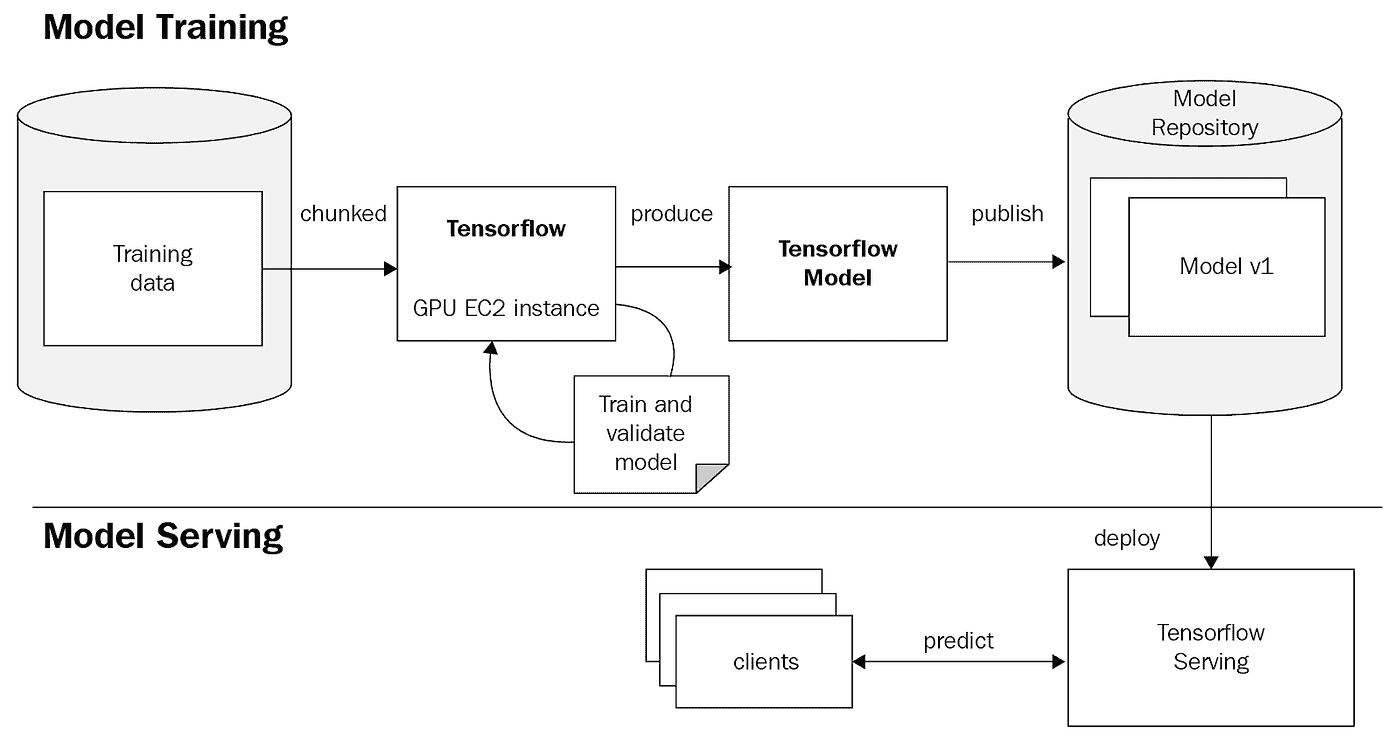 Model Training
Training
data
chunked
Tensorflow
GPU EC2 instance
Train and
validate
model
produce
Tensorflow
Model
publish
Model
Repository
Model v1
Model Serving
deploy
clients
predict
Tensorflow
Serving